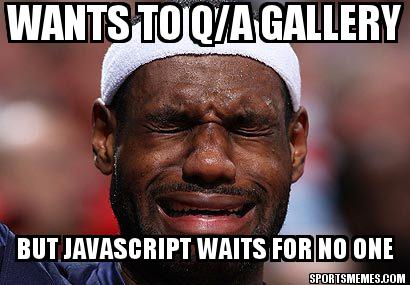 WANTS TO Q/A GALLERY
BUT JAVASCRIPT WAITS FOR NO ONE
SPORTSMEMES.COM